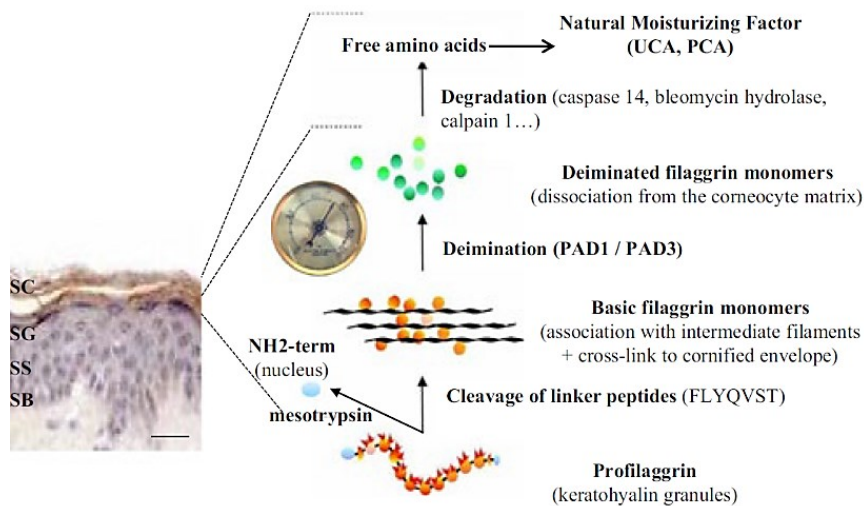 Free amino acids
Natural Moisturizing Factor
(UCA, PCA)
Degradation (caspase 14, bleomycin hydrolase,
calpain 1…)
Deiminated filaggrin monomers
(dissociation from the corneocyte matrix)
Deimination (PAD1 / PAD3)
SC
SG
SS
SB
Basic filaggrin monomers
(association with intermediate filaments
+ cross-link to cornified envelope)
NH2-term
(nucleus)
mesotrypsin
Cleavage of linker peptides (FLYQVST)
Profilaggrin
(keratohyalin granules)